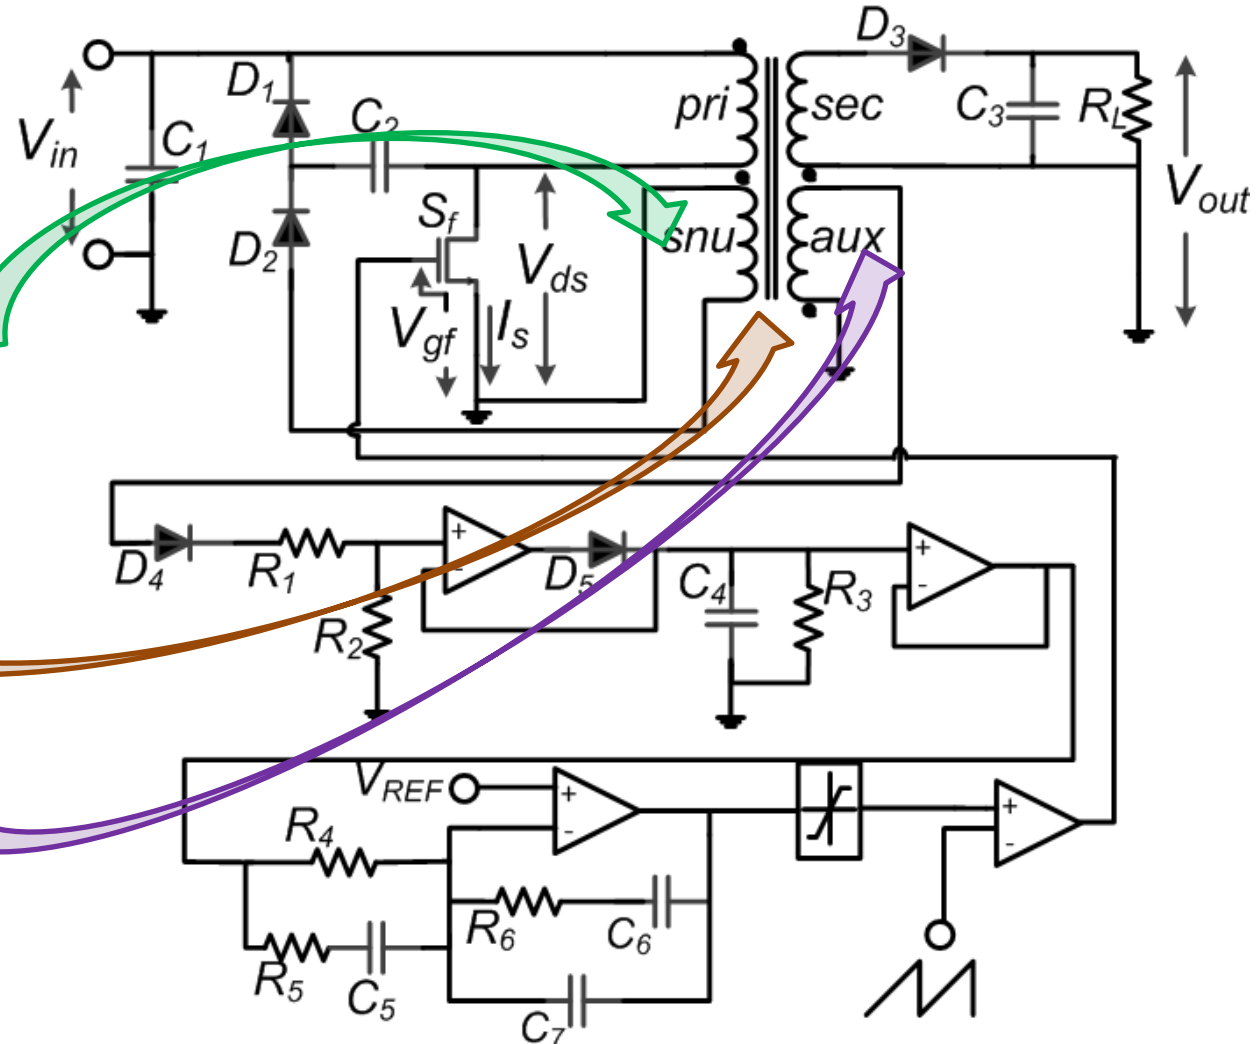 D3
D1
pri
sec
C3
RL
C2
Vin
C1
Vout
Sf
D2
snu
aux
Vds
Vgf
Is
+
-
D4
R1
D5
C4
R3
+
-
R2
VREF
+
-
R4
+
-
R6
C6
R5
C5
C7